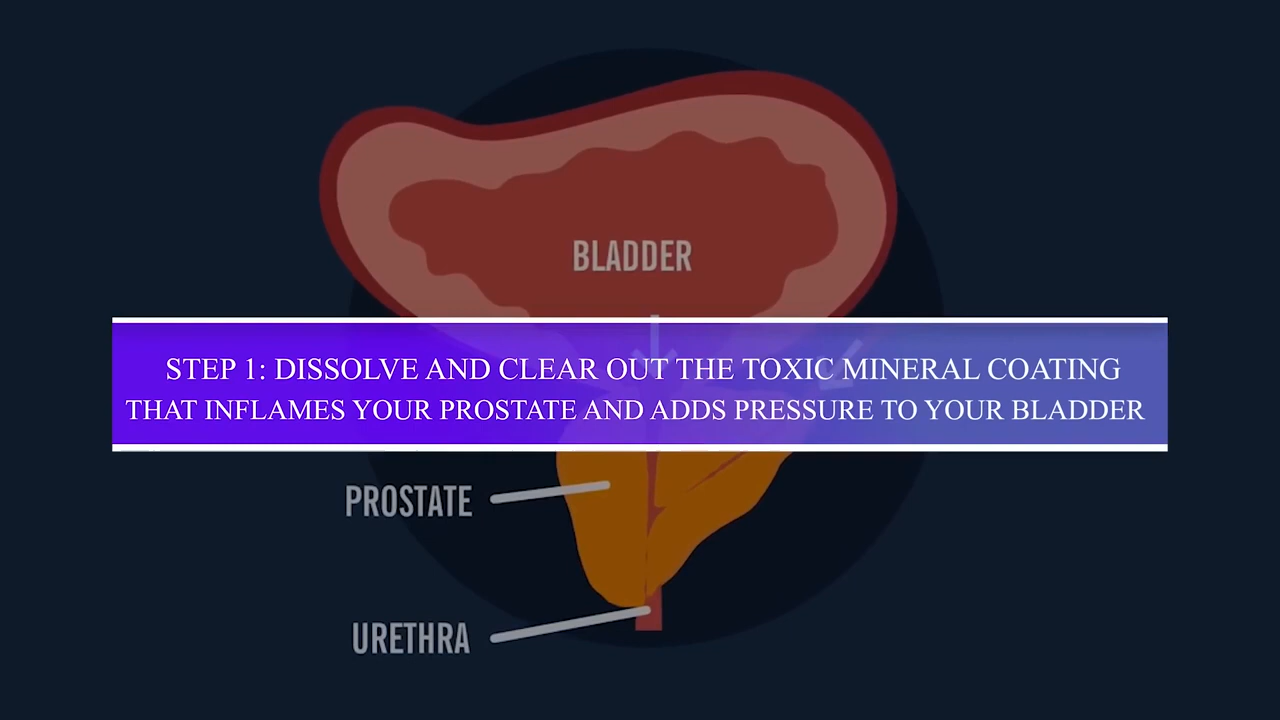 BLADDER
STEP 1: DISSOLVE AND CLEAR OUT THE TOXIC MINERAL COATING
THAT INFLAMES YOUR PROSTATE AND ADDS PRESSURE TO YOUR BLADDER
PROSTATE
URETHRA